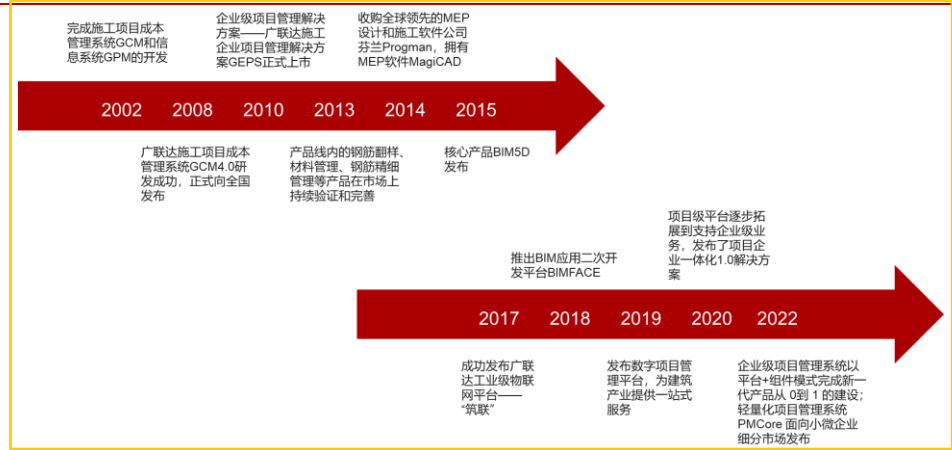 完成施工项目成本
管理系统GCM和信
息系统GPM的开发
企业级项目管理解决
方案——广联达施工
企业项目管理解决方
案GEPS正式上市
收购全球领先的MEP
设计和施工软件公司
芬兰Progman，拥有
MEP软件MagiCAD
2002 2008 2010 2013 2014 2015
广联达施工项目成本
管理系统GCM4.0研
发成功，正式向全国
发布
产品线内的钢筋翻样、
材料管理、钢筋精细
管理等产品在市场上
持续验证和完善
核心产品BIM5D
发布
推出BIM应用二次开
发平台BIMFACE
项目级平台逐步拓
展到支持企业级业
务，发布了项目企
业一体化1.0解决方
案
2017 2018 2019 2020 2022
成功发布广联
达工业级物联
网平台——
“筑联”
发布数字项目管
理平台，为建筑
产业提供一站式
服务
企业级项目管理系统以
平台+组件模式完成新一
代产品从 0到 1 的建设；
轻量化项目管理系统
PMCore 面向小微企业
细分市场发布